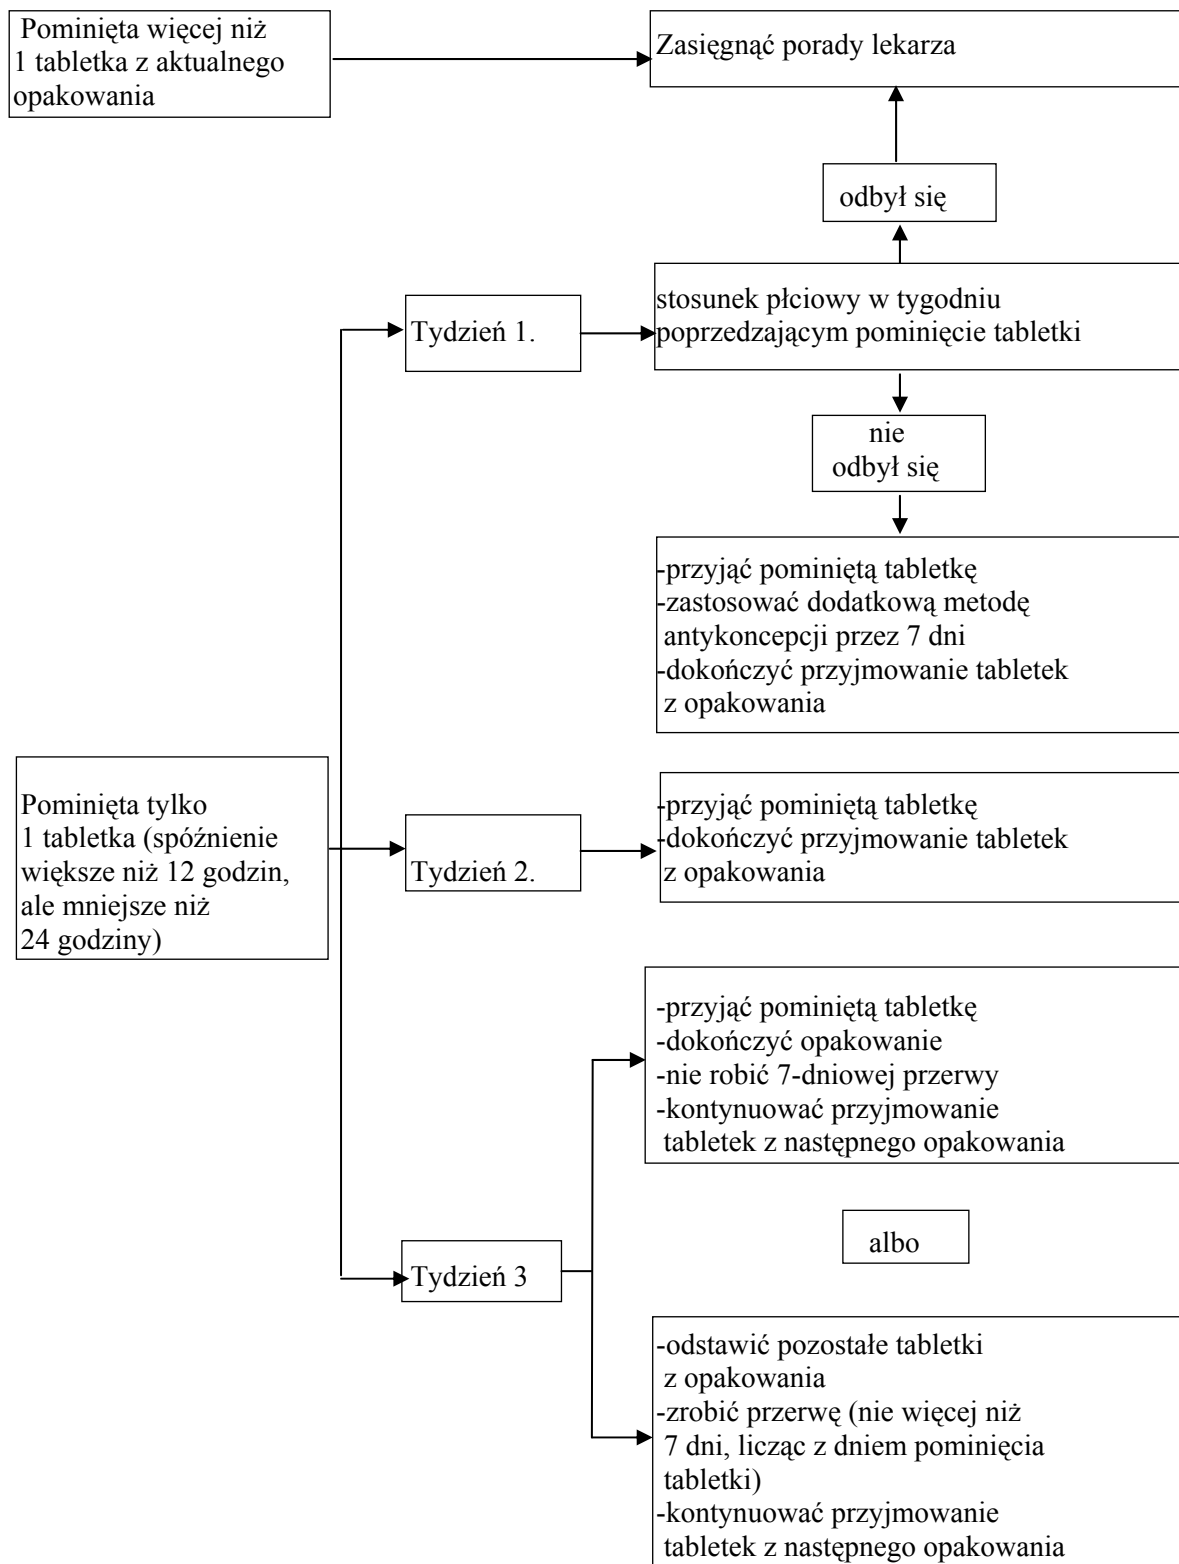 Pominięta więcej niż
1 tabletka z aktualnego
opakowania
Zasięgnąć porady lekarza
odbył się
stosunek płciowy w tygodniu
poprzedzającym pominięcie tabletki
Tydzień 1.
nie
odbył się
-przyjąć pominiętą tabletkę
-zastosować dodatkową metodę
antykoncepcji przez 7 dni
-dokończyć przyjmowanie tabletek
z opakowania
Pominięta tylko
1 tabletka (spóźnienie
większe niż 12 godzin,
ale mniejsze niż
24 godziny)
Tydzień 2.
-przyjąć pominiętą tabletkę
-dokończyć przyjmowanie tabletek
z opakowania
-przyjąć pominiętą tabletkę
-dokończyć opakowanie
-nie robić 7-dniowej przerwy
-kontynuować przyjmowanie
tabletek z następnego opakowania
albo
Tydzień 3
-odstawić pozostałe tabletki
z opakowania
-zrobić przerwę (nie więcej niż
7 dni, licząc z dniem pominięcia
tabletki)
-kontynuować przyjmowanie
tabletek z następnego opakowania